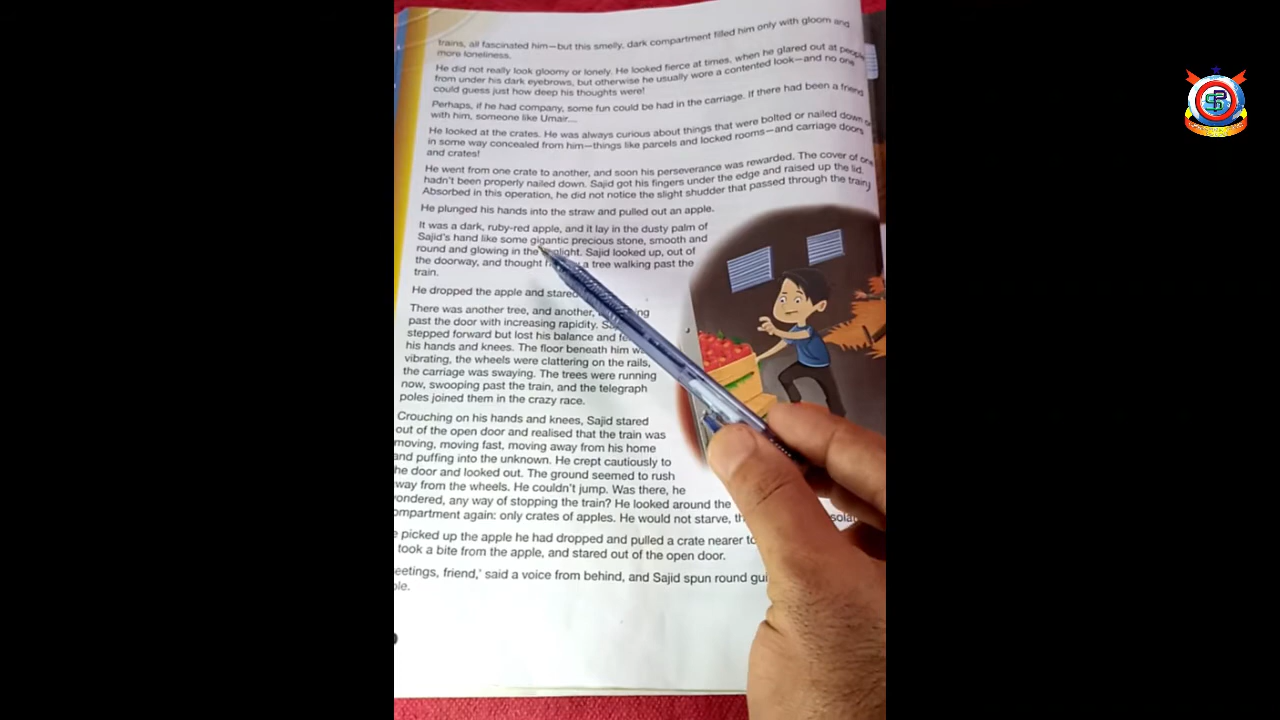 trains, all fascinated him—but this smelly, dark compartment filled him only with gloom and
more loneliness.
He did not really look gloomy or lonely. He looked fierce at times, when he glared out at people
from under his dark eyebrows, but otherwise he usually wore a contented look—and no one
could guess just how deep his thoughts were!
Perhaps, if he had company, some fun could be had in the carriage. If there had been a friend
with him, someone like Umair....
He looked at the crates. He was always curious about things that were bolted or nailed down or
in some way concealed from him—things like parcels and locked rooms—and carriage doors
and crates!
He went from one crate to another, and soon his perseverance was rewarded. The cover of one
hadn't been properly nailed down. Sajid got his fingers under the edge and raised up the lid.
Absorbed in this operation, he did not notice the slight shudder that passed through the train.
He plunged his hands into the straw and pulled out an apple.
It was a dark, ruby-red apple, and it lay in the dusty palm of
Sajid's hand like some gigantic precious stone, smooth and
round and glowing in the light. Sajid looked up, out of
the doorway, and thought a tree walking past the
train.
He dropped the apple and stared
There was another tree, and another,
past the door with increasing rapidity.
stepped forward but lost his balance and
his hands and knees. The floor beneath him
vibrating, the wheels were clattering on the rails,
the carriage was swaying. The trees were running
now, swooping past the train, and the telegraph
poles joined them in the crazy race.
Crouching on his hands and knees, Sajid stared
out of the open door and realised that the train was
moving, moving fast, moving away from his home
and puffing into the unknown. He crept cautiously to
he door and looked out. The ground seemed to rush
way from the wheels. He couldn't jump. Was there, he
ondered, any way of stopping the train? He looked around the
ompartment again: only crates of apples. He would not starve,
e picked up the apple he had dropped and pulled a crate nearer to
took a bite from the apple, and stared out of the open door.
eetings, friend,' said a voice from behind, and Sajid spun round